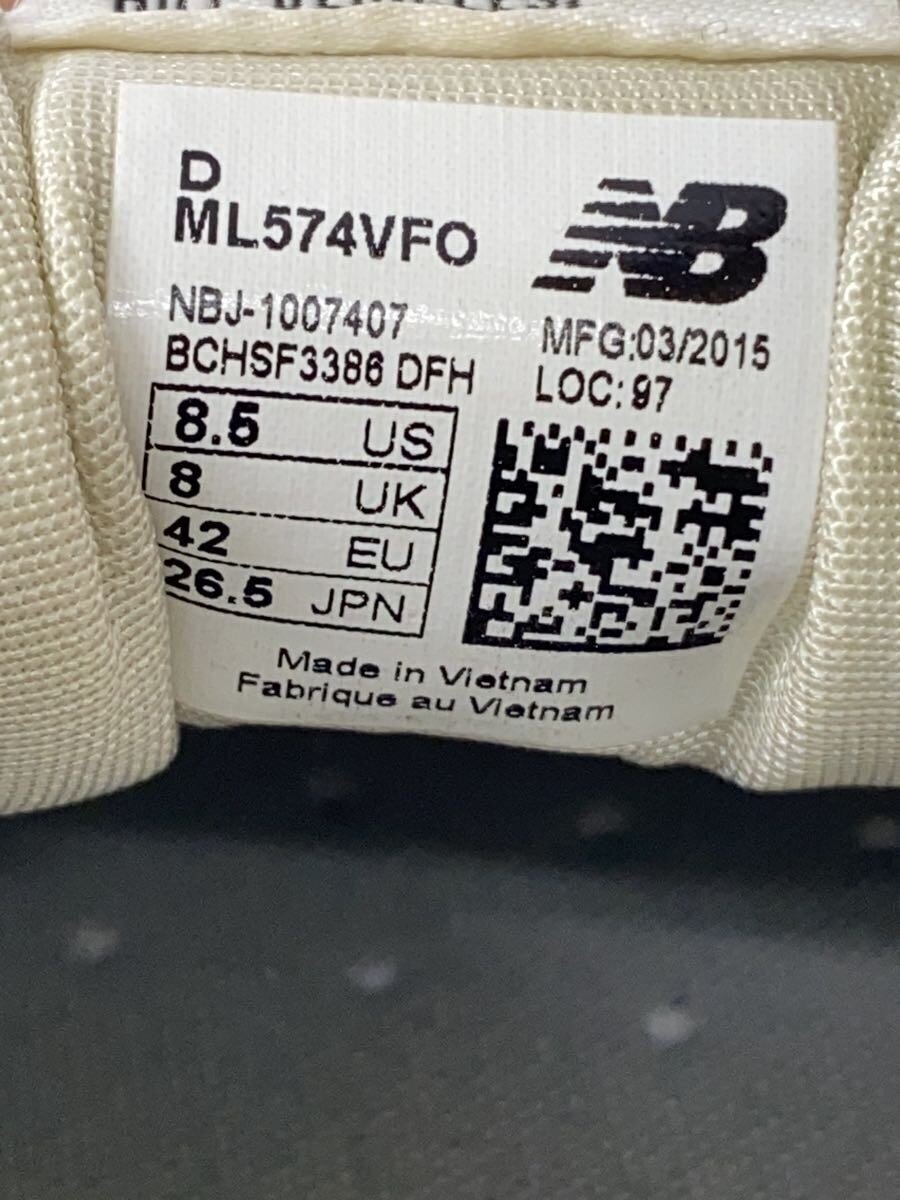 D
ML574VFO
NB
NBJ-1007407
BCHSF3386 DFH
MFG:03/2015
LOC: 97
8.5 US
8 UK
42 EU
26.5 JPN
Made in Vietnam
Fabrique au Vietnam